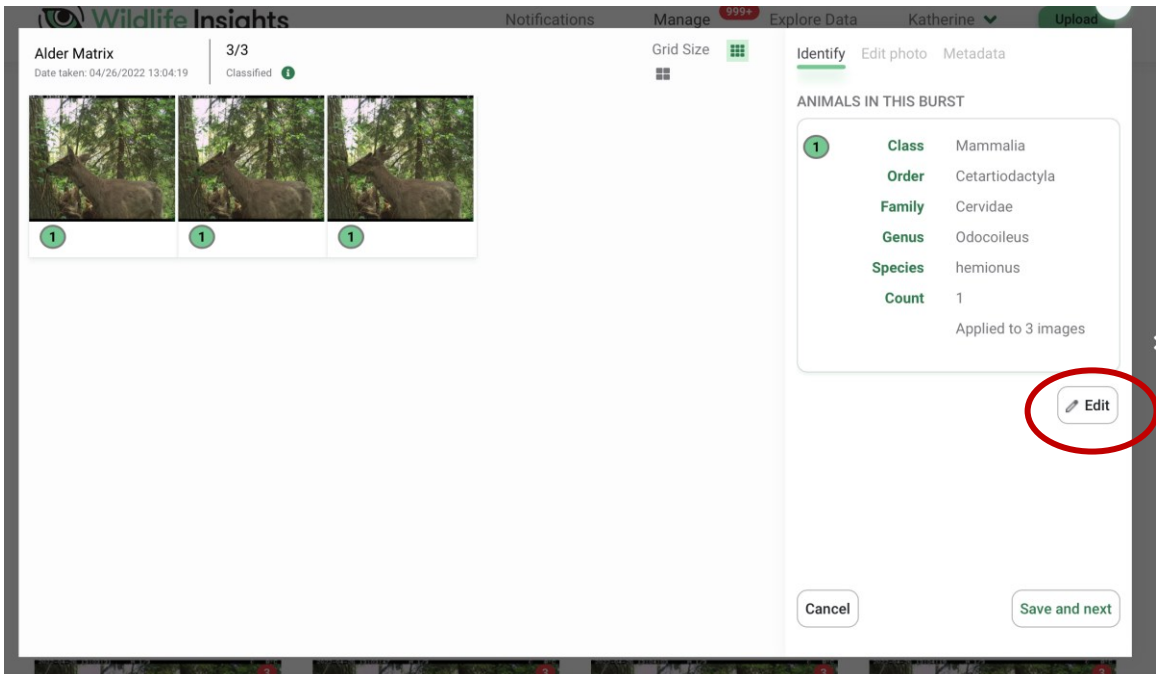 Wildlife Insights Notifications Manage 999+ Explore Data Katherine Upload
Alder Matrix
Date taken: 04/26/2022 13:04:19
3/3
Classified
Grid Size
1 1 1
Identify Edit photo Metadata
ANIMALS IN THIS BURST
1
Class Mammalia
Order Cetartiodactyla
Family Cervidae
Genus Odocoileus
Species hemionus
Count 1
Applied to 3 images
Edit
Cancel Save and next